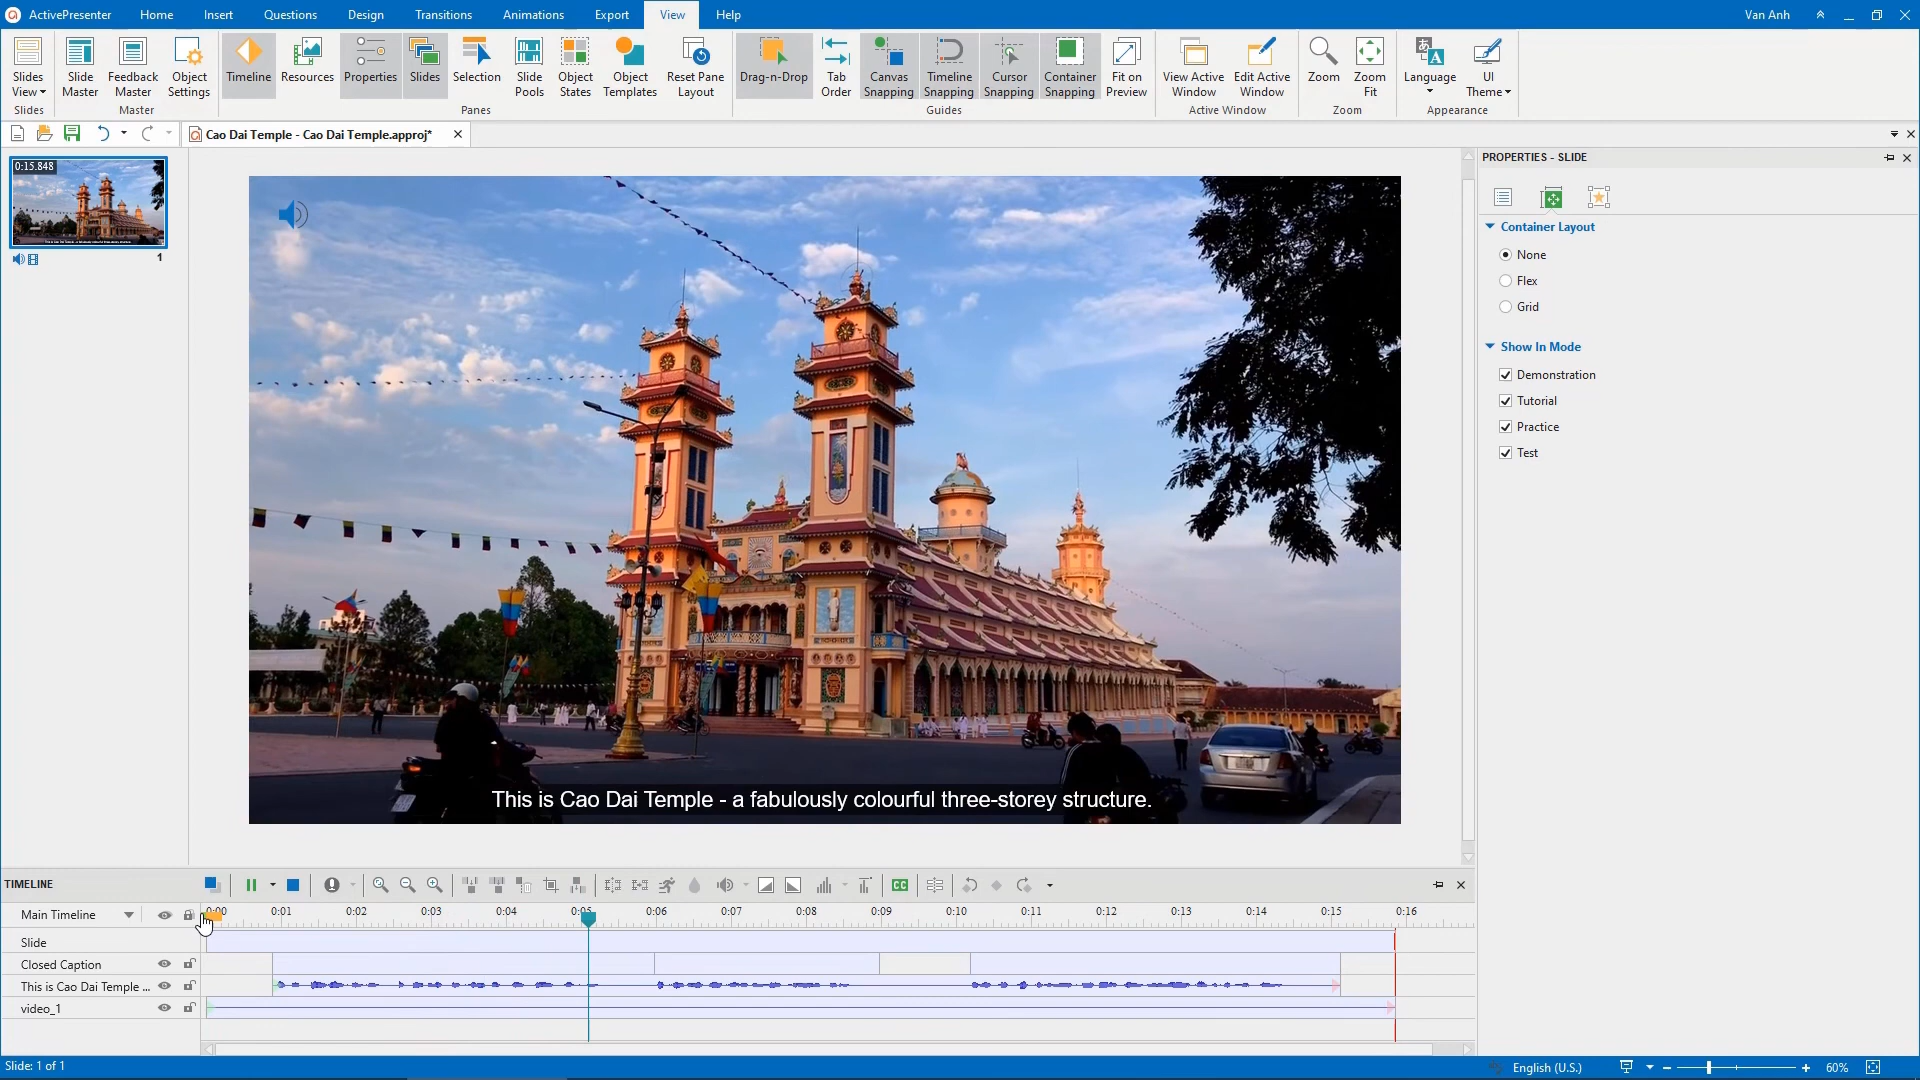 ActivePresenter Home Insert Questions Design Transitions Animations Export View Help Van Anh
Slides View Slide Master Feedback Master Object Settings Timeline Resources Properties Slides Selection Slide Pools Object States Object Templates Reset Pane Layout Drag-n-Drop Tab Order Canvas Snapping Timeline Snapping Cursor Snapping Container Snapping Fit on Preview View Active Window Edit Active Window Zoom Zoom Fit Language UI Theme
Slides Master Panes Guides Active Window Zoom Appearance
Cao Dai Temple - Cao Dai Temple.approj*
0:15.848
1
This is Cao Dai Temple - a fabulously colourful three-storey structure.
PROPERTIES - SLIDE
Container Layout
None
Flex
Grid
Show In Mode
Demonstration
Tutorial
Practice
Test
TIMELINE
CC
Main Timeline 0:00 0:01 0:02 0:03 0:04 0:05 0:06 0:07 0:08 0:09 0:10 0:11 0:12 0:13 0:14 0:15 0:16
Slide
Closed Caption
This is Cao Dai Temple ...
video_1
Slide: 1 of 1 English (U.S.) 60%